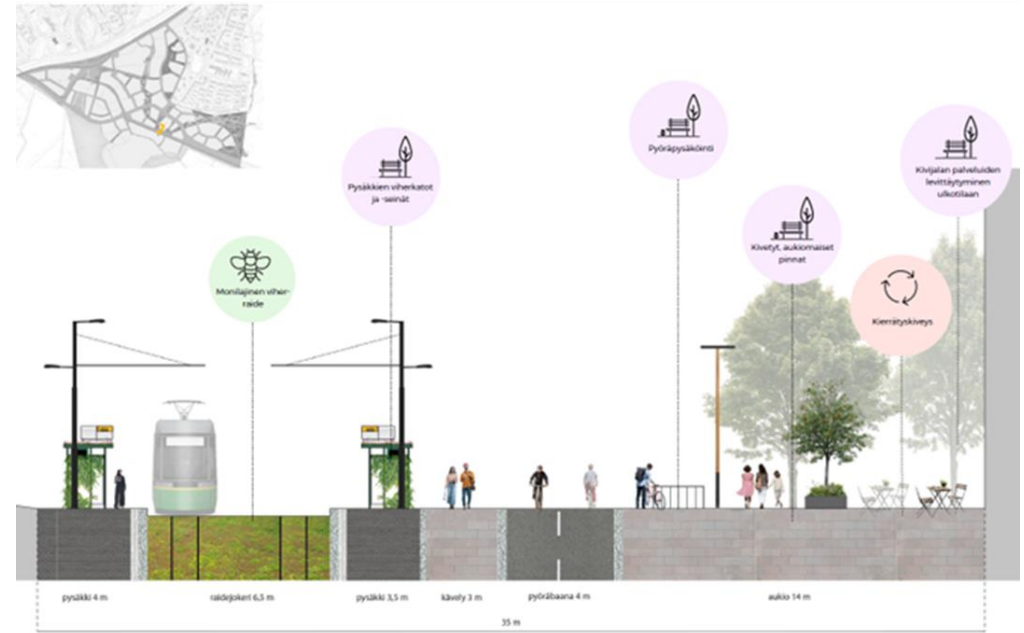 Pyöräpysäköinti
Kivijalan palveluiden
levittäytyminen
ulkotilaan
Pysäkkien viherkatot
ja -seinät
Kivetyt, aukiomaiset
pinnat
Monilajinen viher-
raide
Kierrätyskiveys
pysäkki 4 m
raidejokeri 6,5 m
pysäkki 3,5 m
kävely 3 m
pyöräbaana 4 m
aukio 14 m
35 m